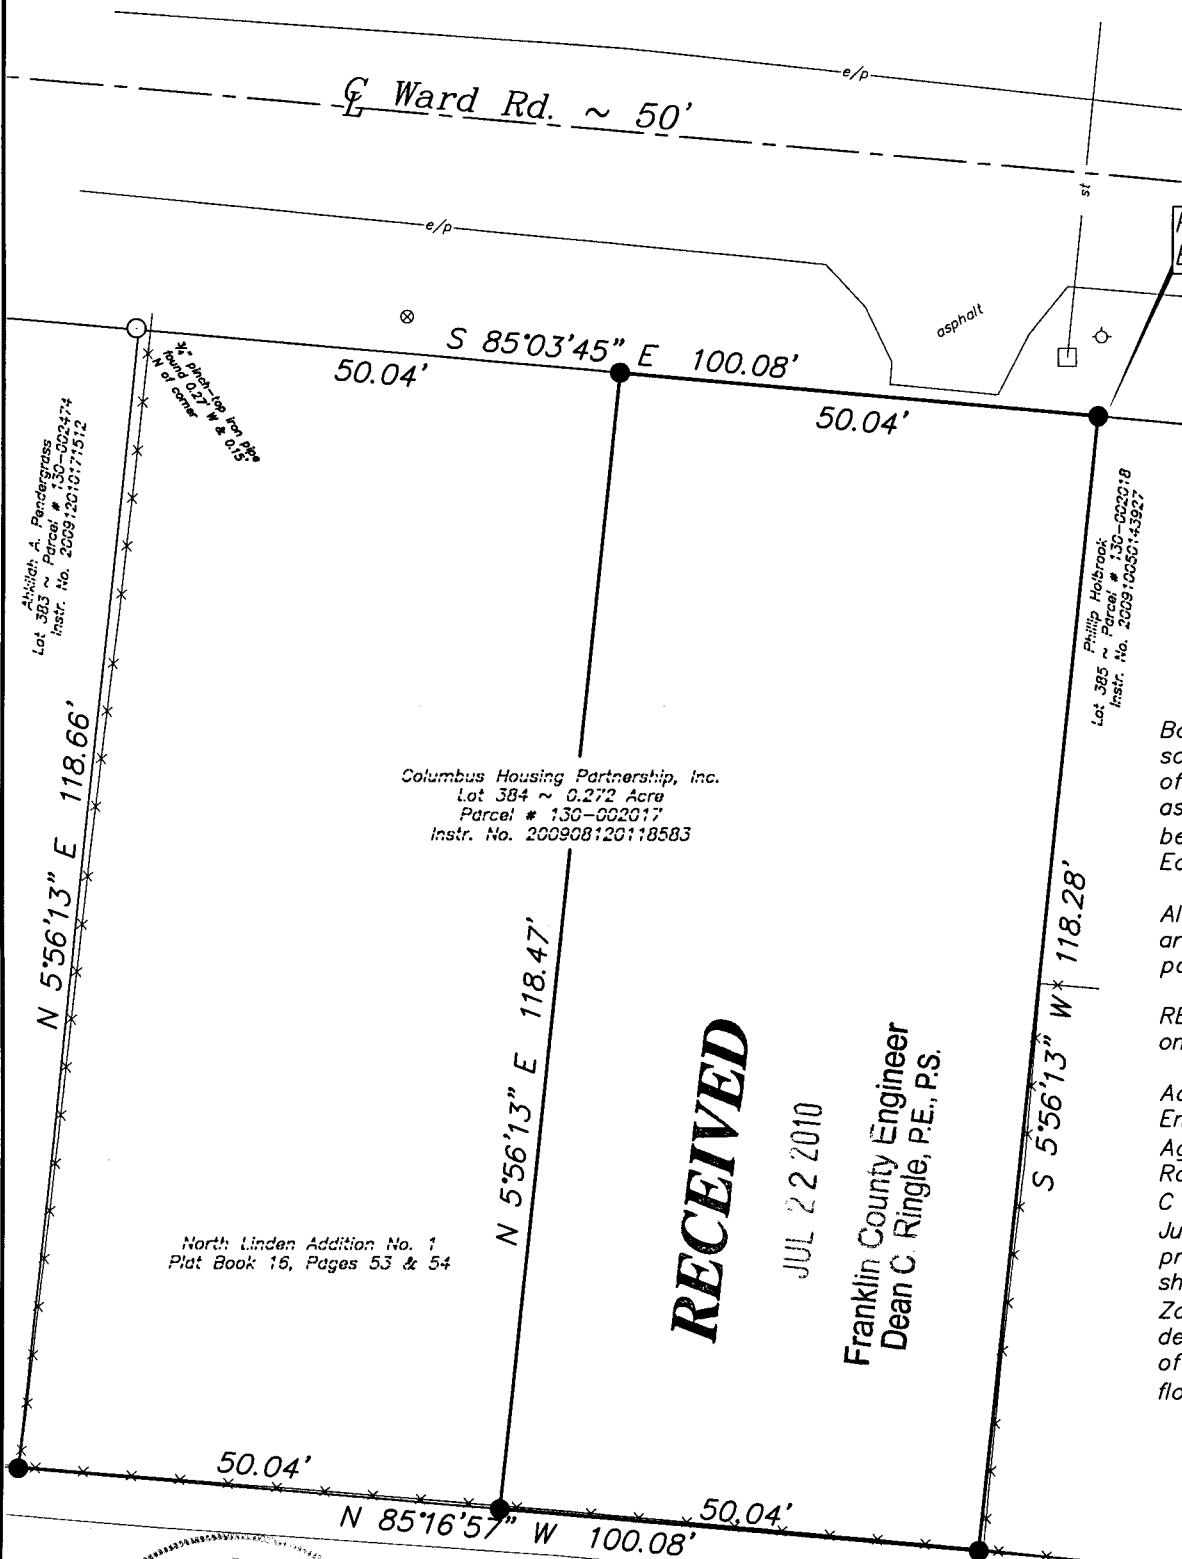 e/p
℄ Ward Rd. ~ 50'
st
e/p
asphalt
S 85°03'45" E 100.08'
50.04'
50.04'
3/4" pinch-top iron pipe
found 0.27' W & 0.15'
N of corner
Lot 383 ~ Parcel # 130-002474
Instr. No. 200912010171512
Phillip Holbrook
Lot 385 ~ Parcel # 130-002018
Instr. No. 200910050143927
N 5°56'13" E 118.66'
Columbus Housing Partnership, Inc.
Lot 384 ~ 0.272 Acre
Parcel # 130-002017
Instr. No. 200908120118583
N 5°56'13" E 118.47'
S 5°56'13" W 118.28'
RECEIVED
JUL 22 2010
Franklin County Engineer
Dean C. Ringle, P.E., P.S.
North Linden Addition No. 1
Plat Book 16, Pages 53 & 54
50.04'
50.04'
N 85°16'57" W 100.08'
of
as
be
on
C
of